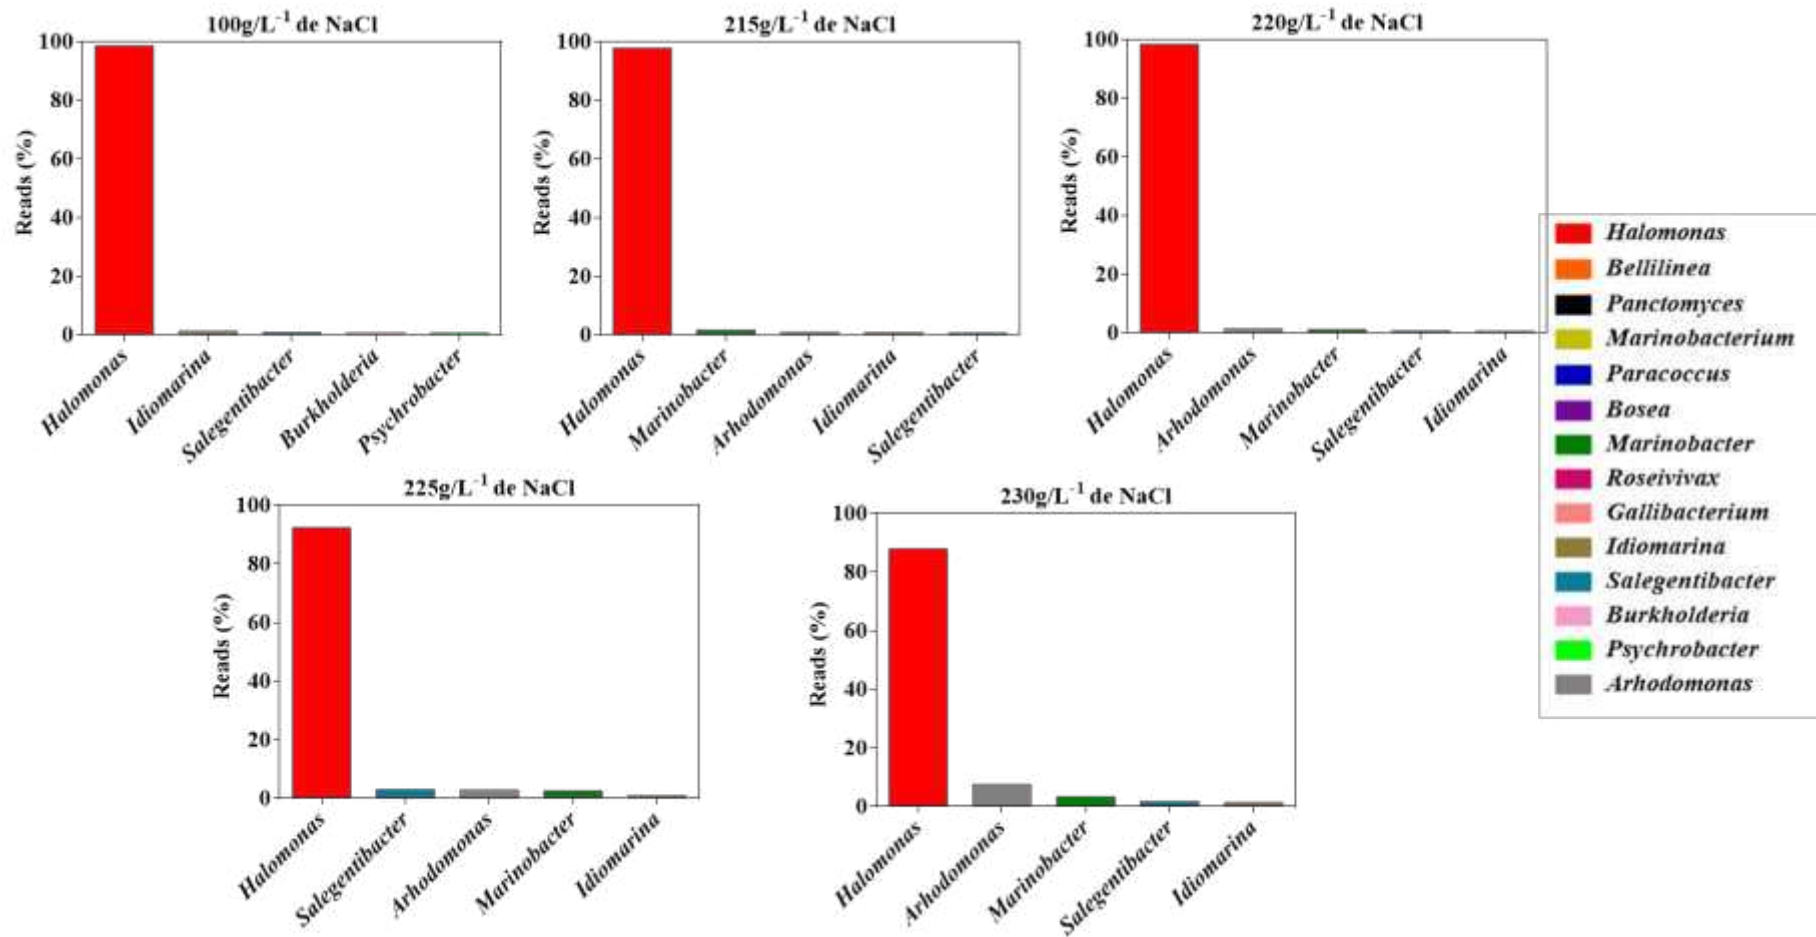 100g/L⁻¹ de NaCl
Reads (%)
100
80
60
40
20
0
Halomonas
Idiomarina
Salegentibacter
Burkholderia
Psychrobacter
215g/L⁻¹ de NaCl
Reads (%)
100
80
60
40
20
0
Halomonas
Marinobacter
Arhodomonas
Idiomarina
Salegentibacter
220g/L⁻¹ de NaCl
Reads (%)
100
80
60
40
20
0
Halomonas
Arhodomonas
Marinobacter
Salegentibacter
Idiomarina
225g/L⁻¹ de NaCl
Reads (%)
100
80
60
40
20
0
Halomonas
Salegentibacter
Arhodomonas
Marinobacter
Idiomarina
230g/L⁻¹ de NaCl
Reads (%)
100
80
60
40
20
0
Halomonas
Arhodomonas
Marinobacter
Salegentibacter
Idiomarina
Halomonas
Bellilinea
Panctomyces
Marinobacterium
Paracoccus
Bosea
Marinobacter
Roseivivax
Gallibacterium
Idiomarina
Salegentibacter
Burkholderia
Psychrobacter
Arhodomonas